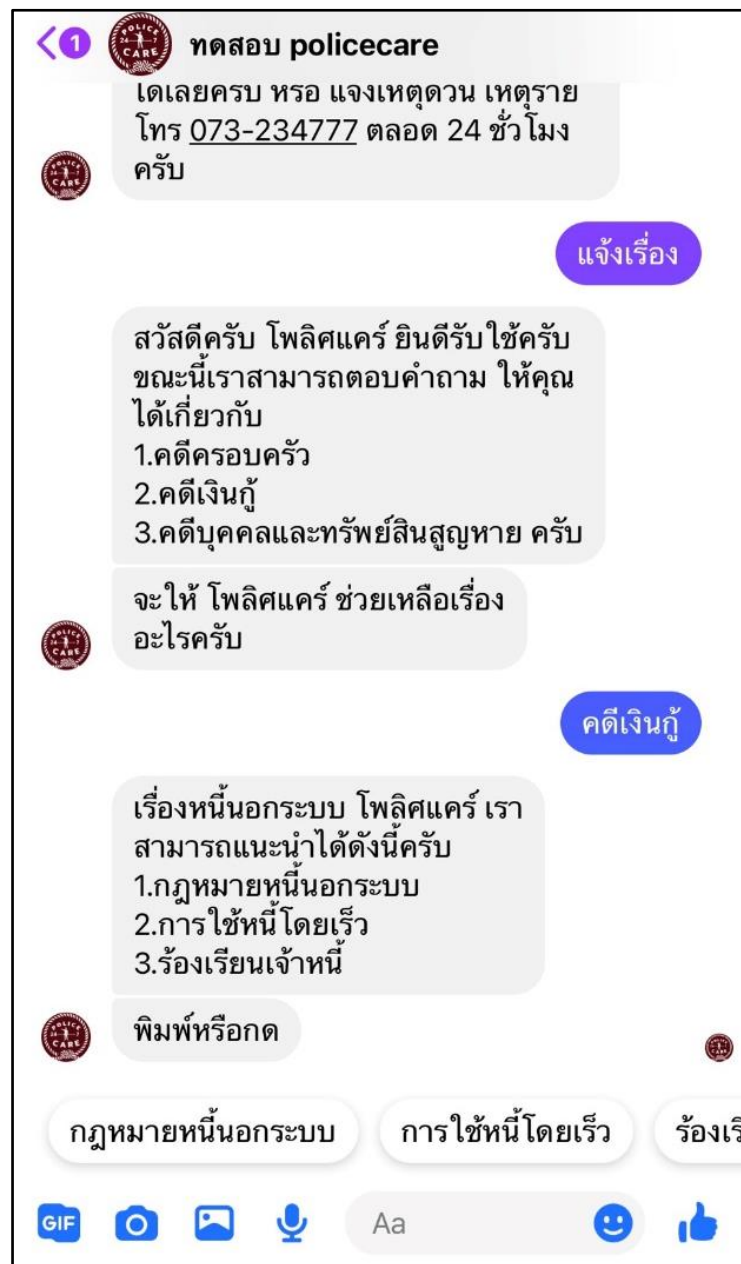 1
ทดสอบ policecare
ได้เลยครับ หรือ แจ้งเหตุด่วน เหตุร้าย
โทร 073-234777 ตลอด 24 ชั่วโมง
ครับ
แจ้งเรื่อง
สวัสดีครับ โพลิศแคร์ ยินดีรับใช้ครับ
ขณะนี้เราสามารถตอบคำถาม ให้คุณ
ได้เกี่ยวกับ
1.คดีครอบครัว
2.คดีเงินกู้
3.คดีบุคคลและทรัพย์สินสูญหาย ครับ
จะให้ โพลิศแคร์ ช่วยเหลือเรื่อง
อะไรครับ
คดีเงินกู้
เรื่องหนี้นอกระบบ โพลิศแคร์ เรา
สามารถแนะนำได้ดังนี้ครับ
1.กฎหมายหนี้นอกระบบ
2.การใช้หนี้โดยเร็ว
3.ร้องเรียนเจ้าหนี้
พิมพ์หรือกด
กฎหมายหนี้นอกระบบ
การใช้หนี้โดยเร็ว
ร้องเรี
GIF
Aa